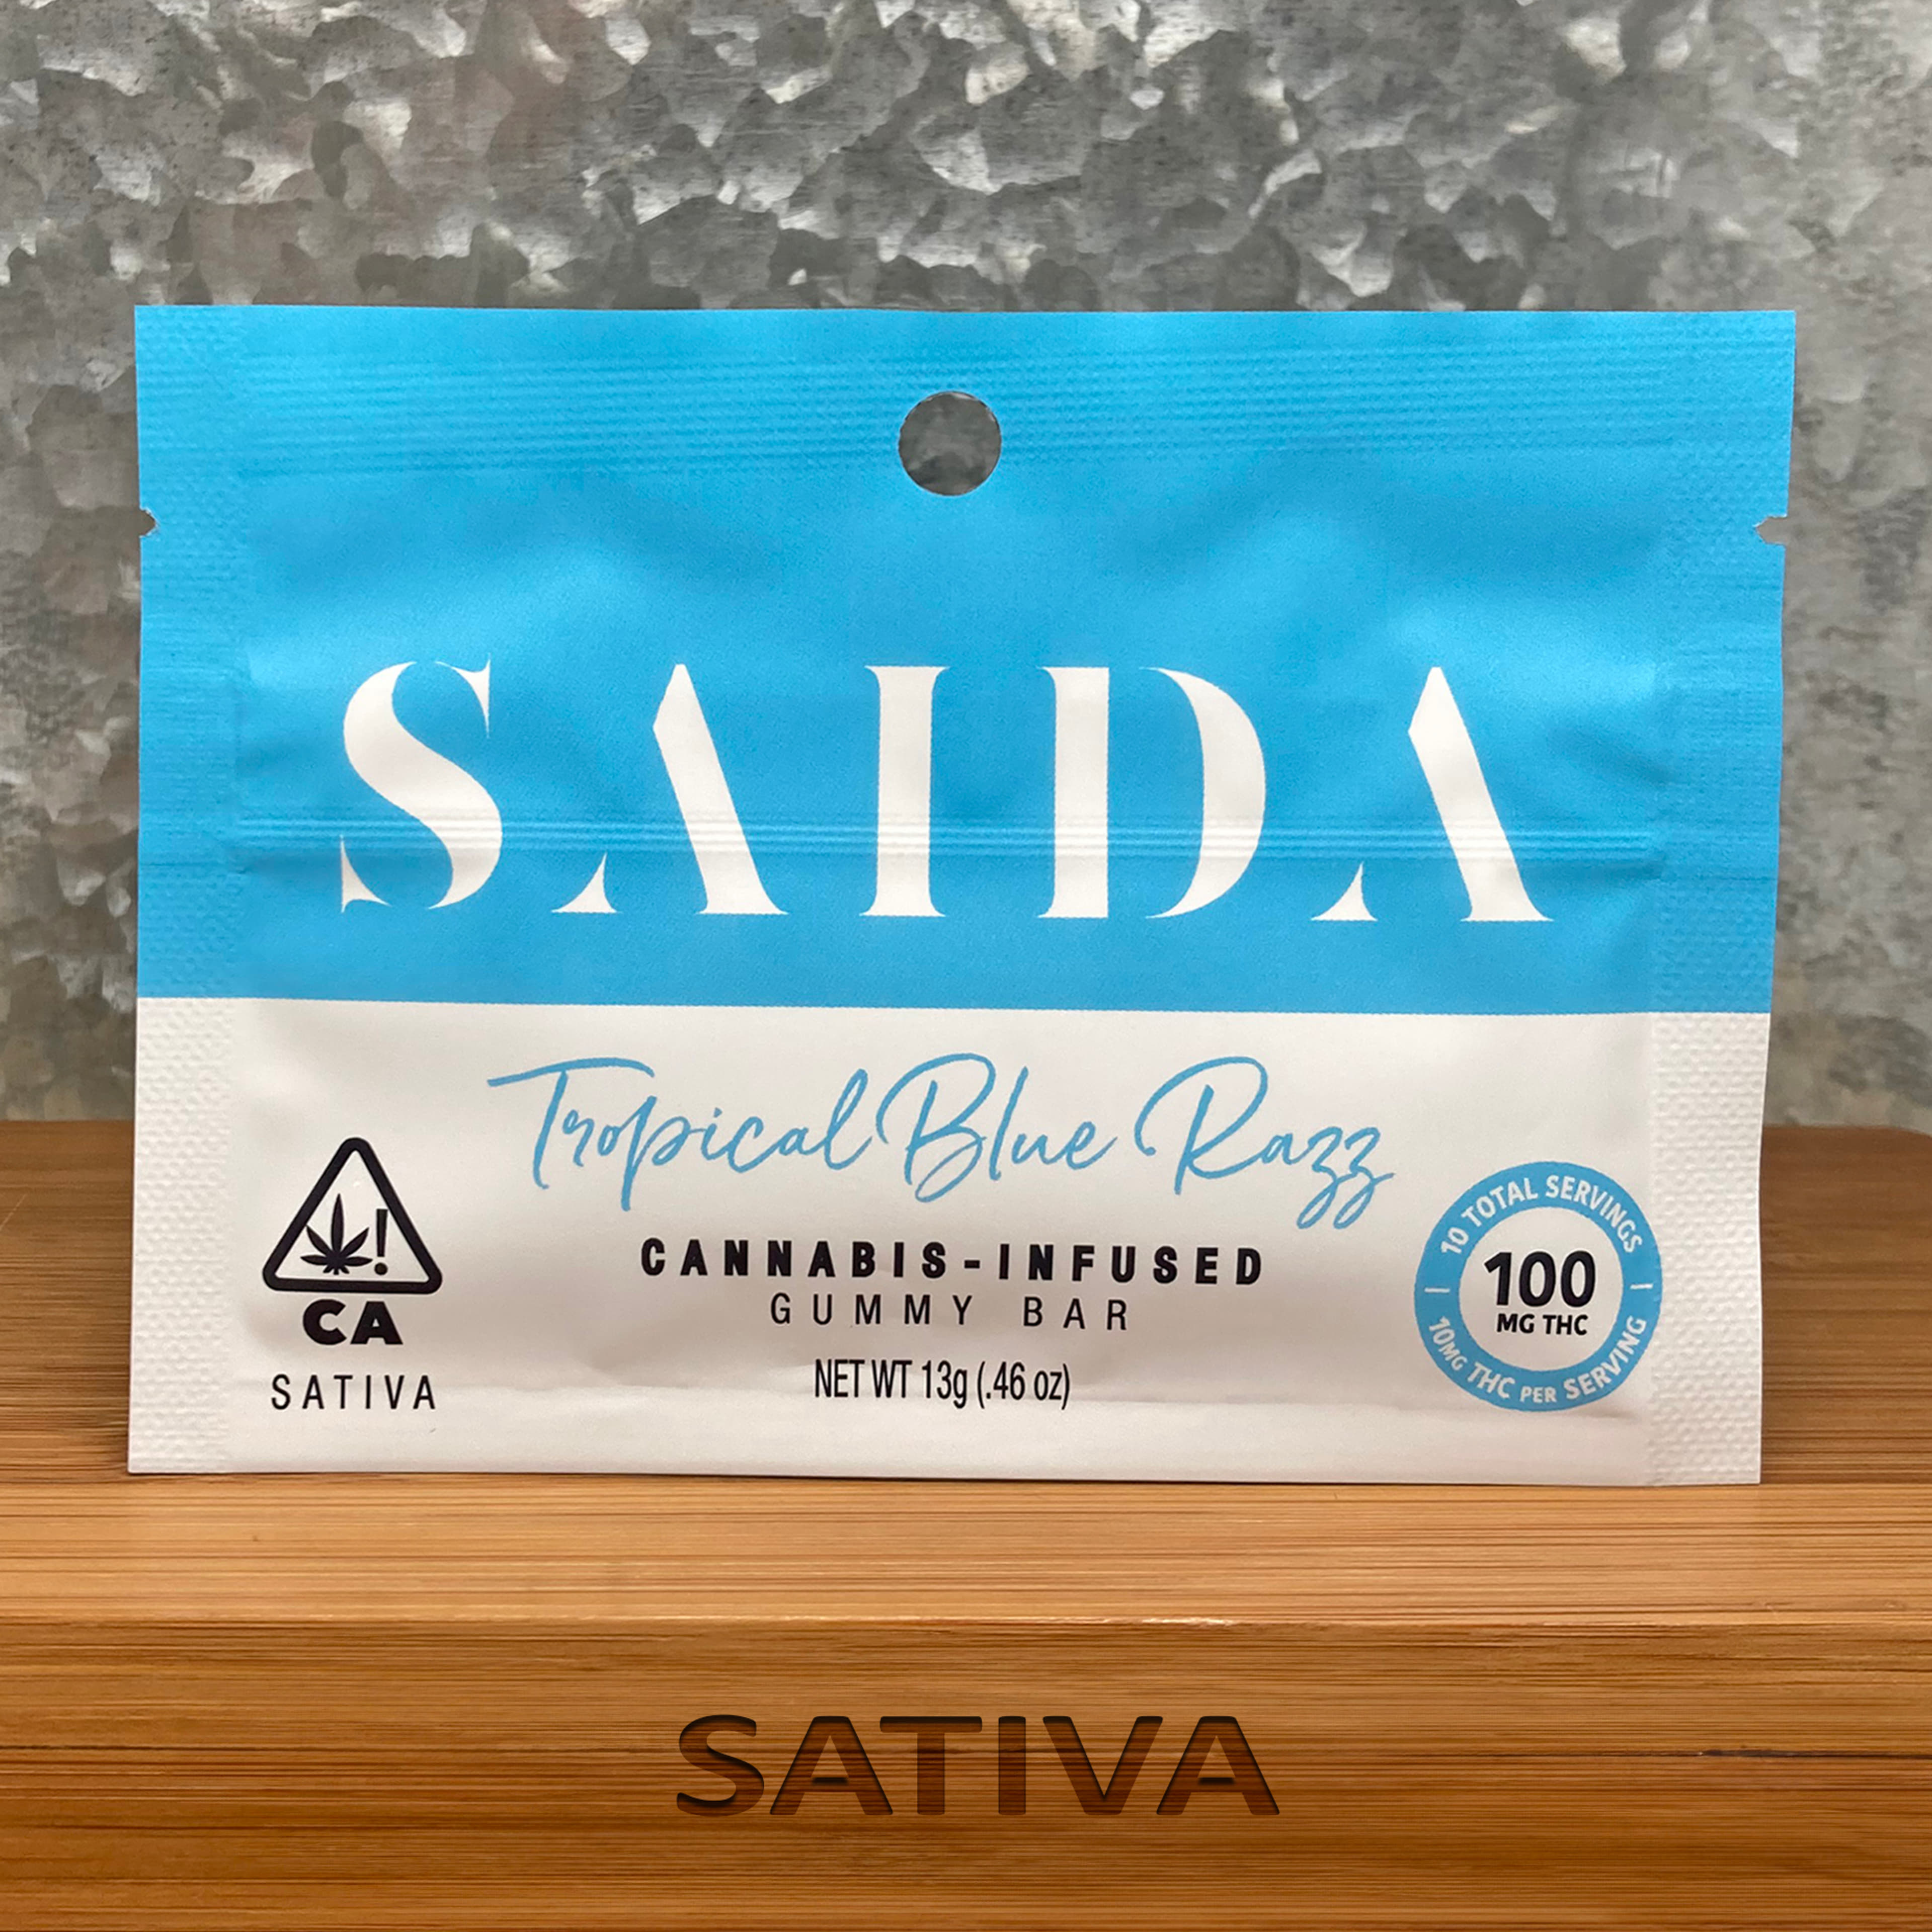 SAIDA
Tropical Blue Razz
CANNABIS-INFUSED
GUMMY BAR
NET WT 13g (.46 oz)
CA
SATIVA
10 TOTAL SERVINGS
100
MG THC
10MG THC PER SERVING
SATIVA